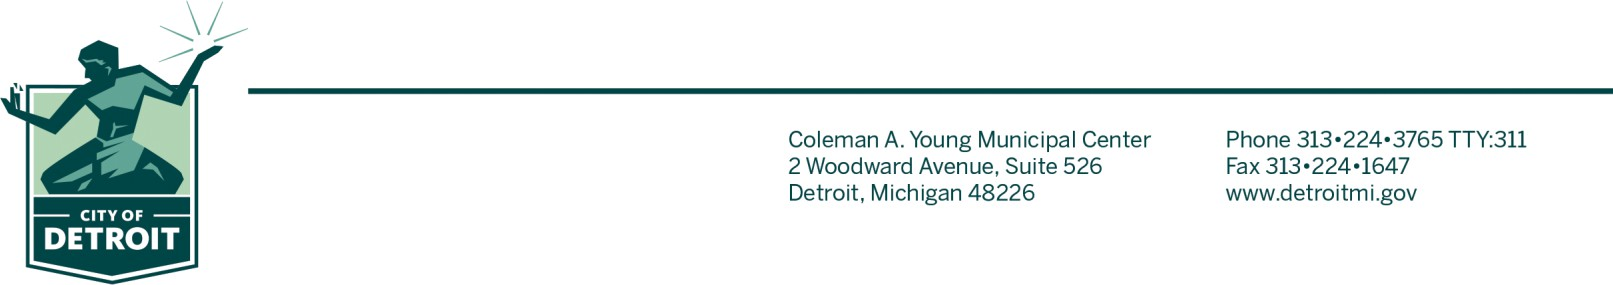 CITY OF
DETROIT
Coleman A. Young Municipal Center
2 Woodward Avenue, Suite 526
Detroit, Michigan 48226
Phone 313•224•3765 TTY:311
Fax 313•224•1647
www.detroitmi.gov